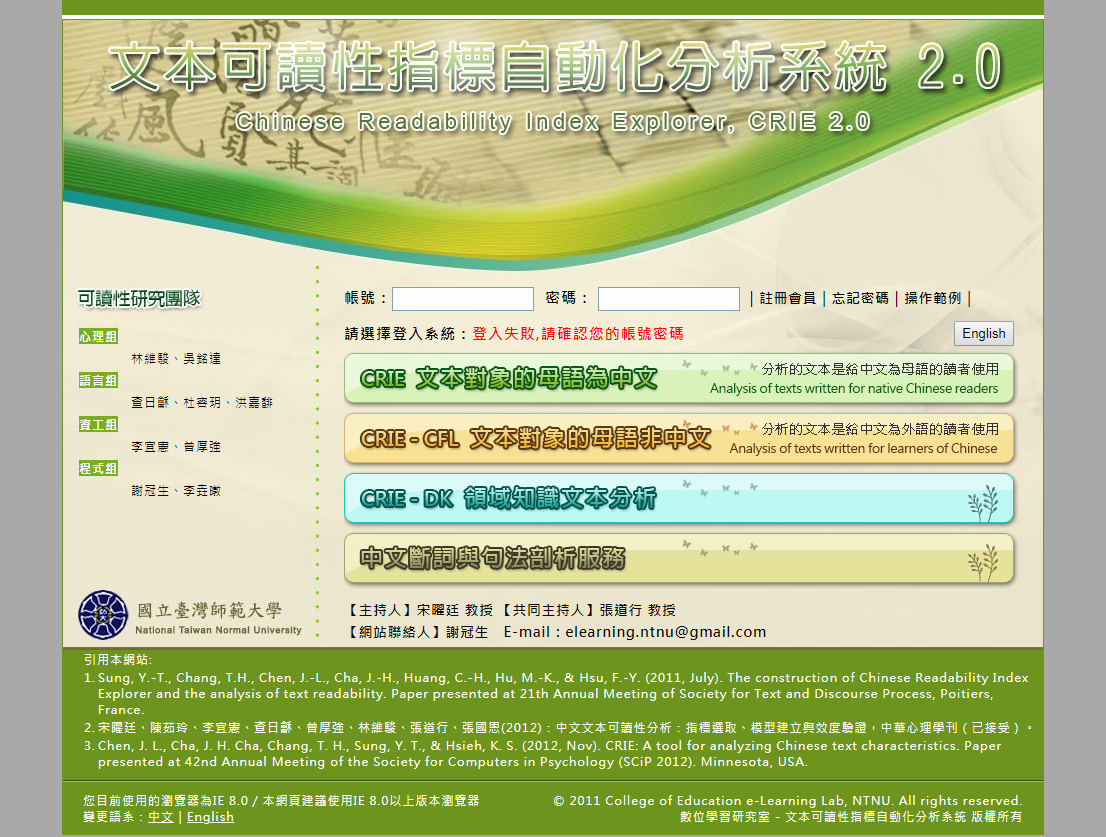 文本可讀性指標自動化分析系統 2.0
Chinese Readability Index Explorer, CRIE 2.0
可讀性研究團隊
心理組
林維駿、吳銘達
語言組
查日龢、杜容玥、洪嘉馡
資工組
李宜憲、曾厚強
程式組
謝冠生、李垚暾
帳號： 密碼： | 註冊會員 | 忘記密碼 | 操作範例 |
請選擇登入系統：登入失敗,請確認您的帳號密碼
English
CRIE 文本對象的母語為中文
分析的文本是給中文為母語的讀者使用
Analysis of texts written for native Chinese readers
CRIE - CFL 文本對象的母語非中文
分析的文本是給中文為外語的讀者使用
Analysis of texts written for learners of Chinese
CRIE - DK 領域知識文本分析
中文斷詞與句法剖析服務
【主持人】宋曜廷 教授 【共同主持人】張道行 教授
【網站聯絡人】謝冠生 E-mail：elearning.ntnu@gmail.com
國立臺灣師範大學
National Taiwan Normal University
引用本網站:
1. Sung, Y.-T., Chang, T.H., Chen, J.-L., Cha, J.-H., Huang, C.-H., Hu, M.-K., & Hsu, F.-Y. (2011, July). The construction of Chinese Readability Index
Explorer and the analysis of text readability. Paper presented at 21th Annual Meeting of Society for Text and Discourse Process, Poitiers,
France.
2. 宋曜廷、陳茹玲、李宜憲、查日龢、曾厚強、林維駿、張道行、張國恩(2012)：中文文本可讀性分析：指標選取、模型建立與效度驗證，中華心理學刊（已接受）。
3. Chen, J. L., Cha, J. H. Cha, Chang, T. H., Sung, Y. T., & Hsieh, K. S. (2012, Nov). CRIE: A tool for analyzing Chinese text characteristics. Paper
presented at 42nd Annual Meeting of the Society for Computers in Psychology (SCiP 2012). Minnesota, USA.
您目前使用的瀏覽器為IE 8.0 / 本網頁建議使用IE 8.0以上版本瀏覽器
變更語系：中文 | English
© 2011 College of Education e-Learning Lab, NTNU. All rights reserved.
數位學習研究室 - 文本可讀性指標自動化分析系統 版權所有